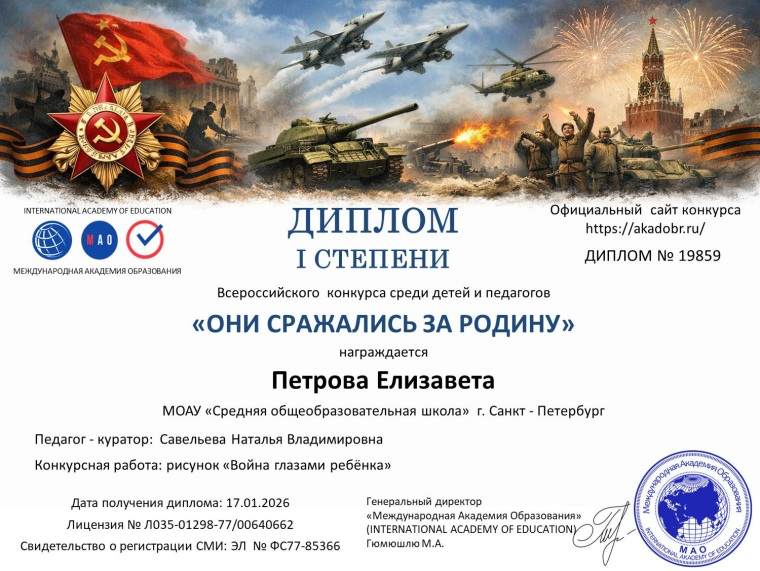 INTERNATIONAL ACADEMY OF EDUCATION
МАО
МЕЖДУНАРОДНАЯ АКАДЕМИЯ ОБРАЗОВАНИЯ
ДИПЛОМ
I СТЕПЕНИ
Официальный сайт конкурса
https://akadobr.ru/
ДИПЛОМ № 19859
Всероссийского конкурса среди детей и педагогов
«ОНИ СРАЖАЛИСЬ ЗА РОДИНУ»
награждается
Петрова Елизавета
МОАУ «Средняя общеобразовательная школа» г. Санкт - Петербург
Педагог - куратор: Савельева Наталья Владимировна
Конкурсная работа: рисунок «Война глазами ребёнка»
Дата получения диплома: 17.01.2026
Лицензия № Л035-01298-77/00640662
Свидетельство о регистрации СМИ: ЭЛ № ФС77-85366
Генеральный директор
«Международная Академия Образования»
(INTERNATIONAL ACADEMY OF EDUCATION)
Гюмюшлю М.А.
Международная Академия Образования
МАО
INTERNATIONAL ACADEMY OF EDUCATION